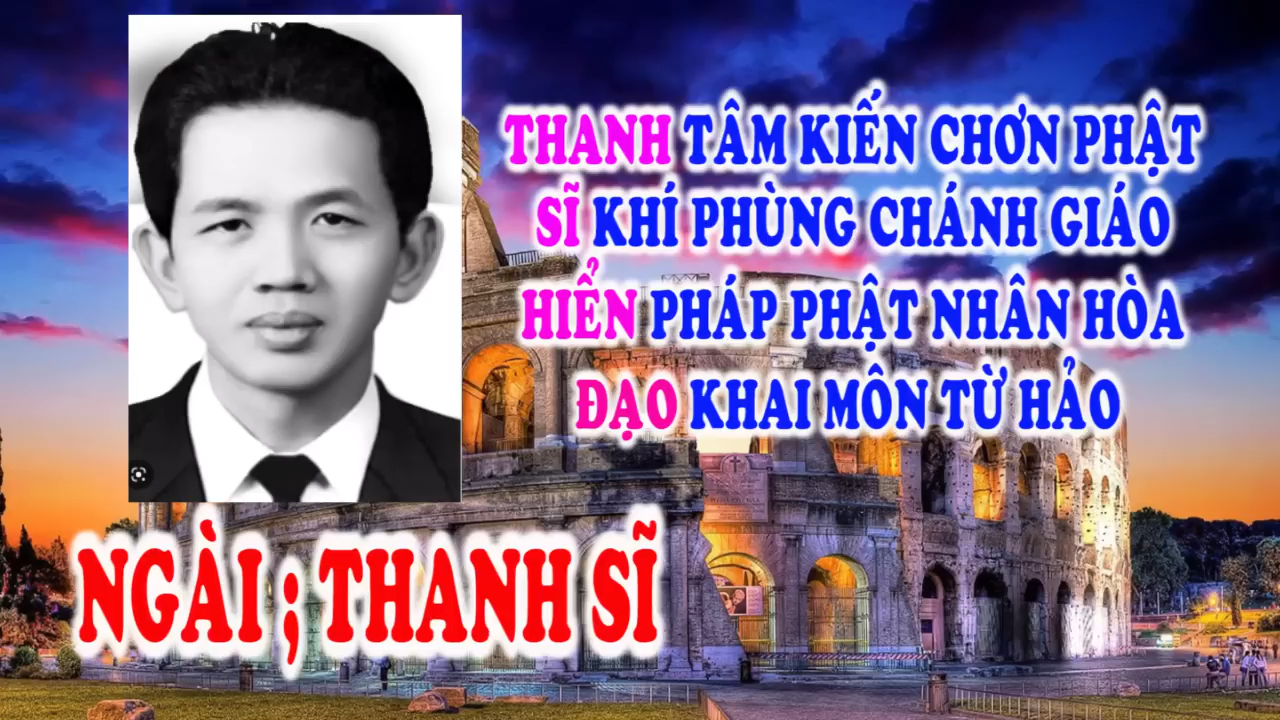 THANH TÂM KIẾN CHƠN PHẬT
SĨ KHÍ PHÙNG CHÁNH GIÁO
HIỂN PHÁP PHẬT NHÂN HÒA
ĐẠO KHAI MÔN TỪ HẢO
NGÀI ; THANH SĨ